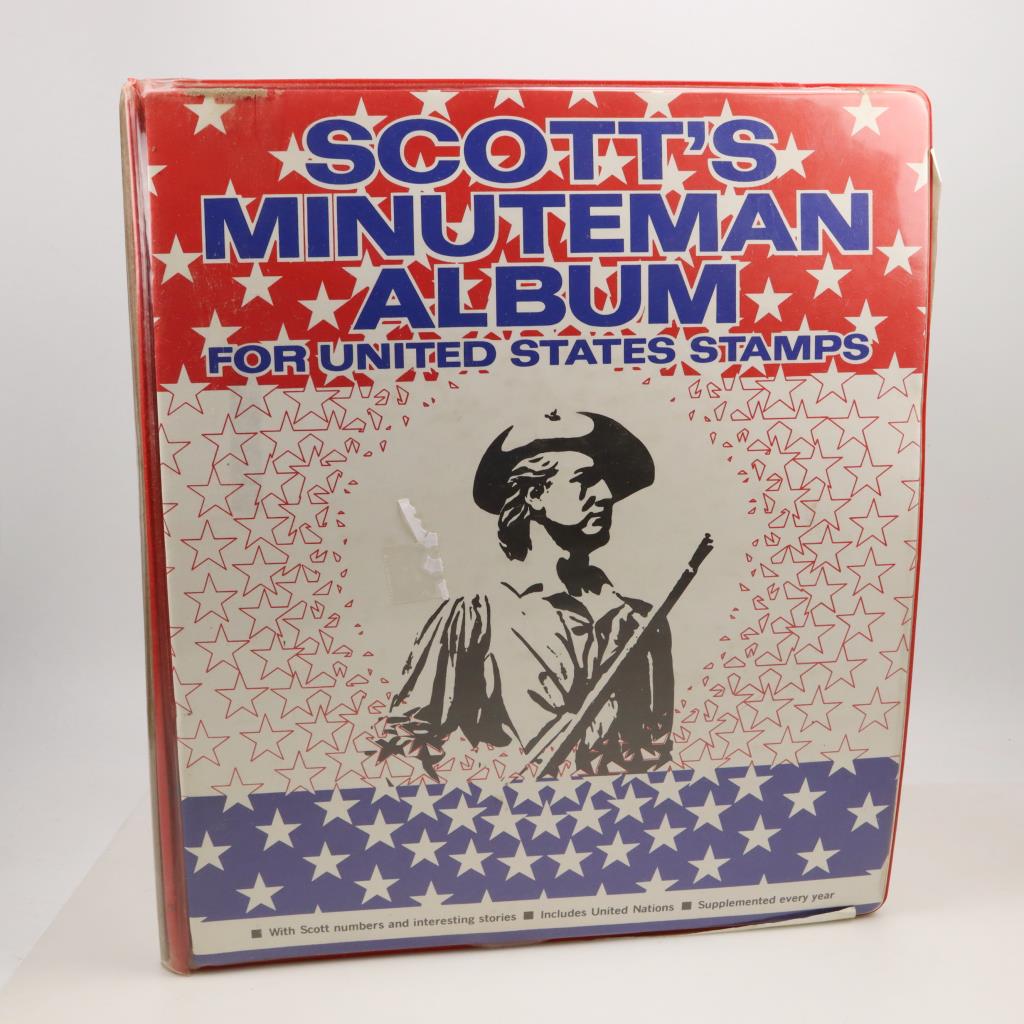 SCOTT'S
MINUTEMAN
ALBUM
FOR UNITED STATES STAMPS
■ With Scott numbers and interesting stories ■ Includes United Nations ■ Supplemented every year